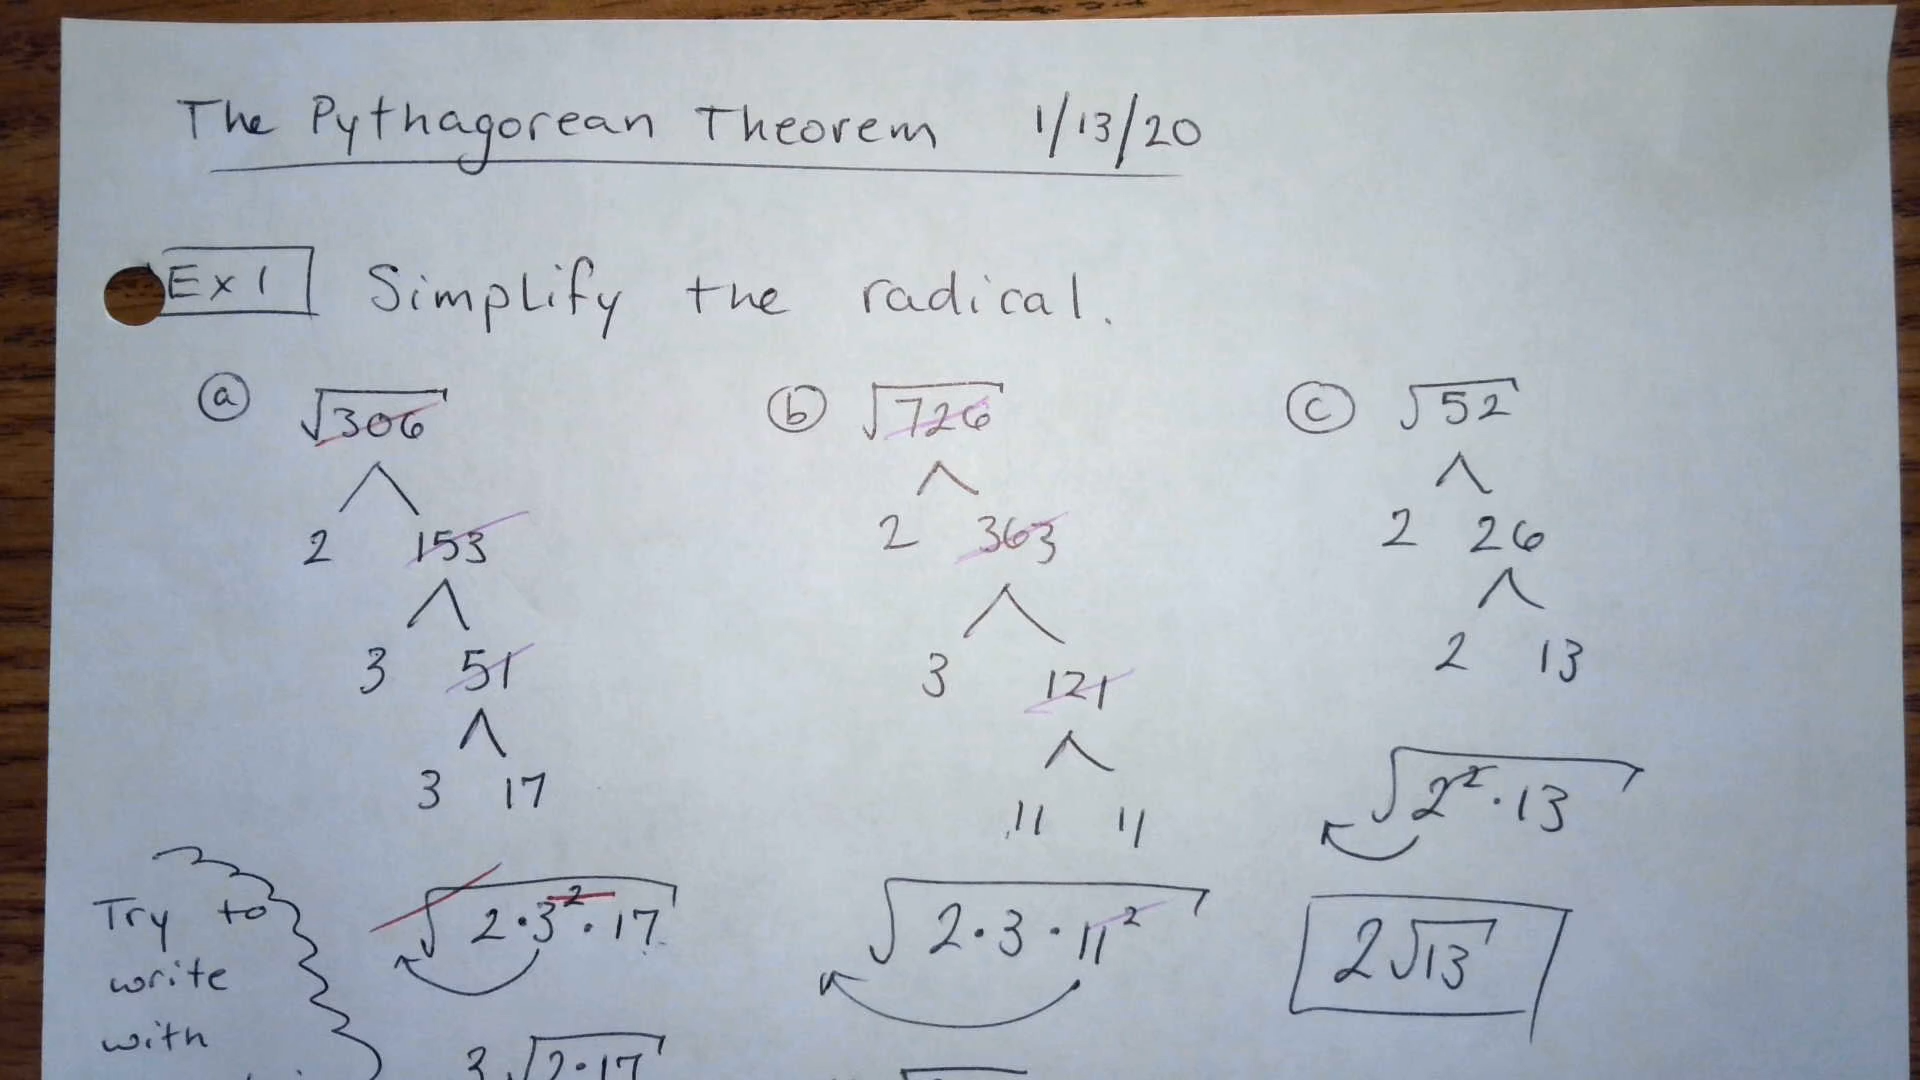 The Pythagorean Theorem 1/13/20
Ex 1 Simplify the radical.
(a) √306
2 153
3 51
3 17
√2·3²·17
3√2·17
(b) √726
2 363
3 121
11 11
√2·3·11²
(c) √52
2 26
2 13
√2²·13
2√13
Try to
write
with